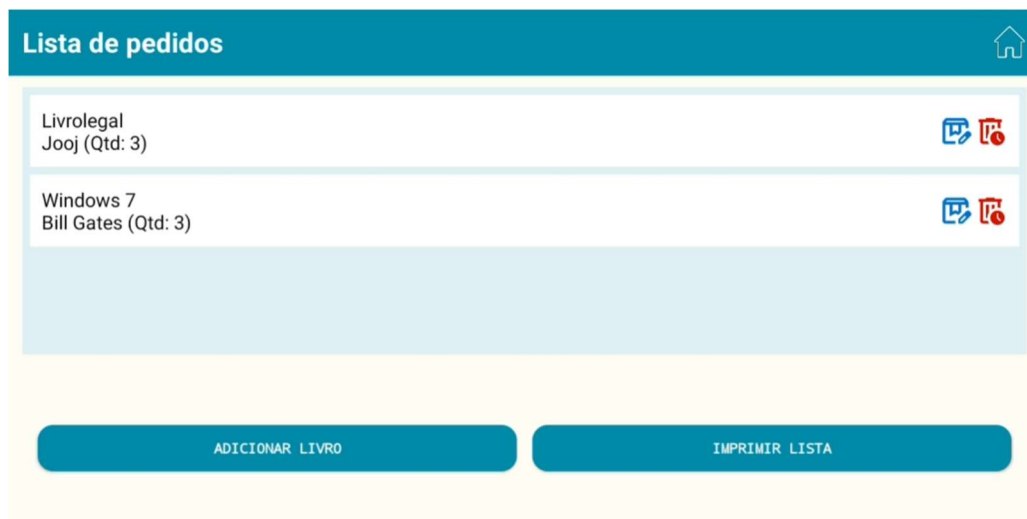 Lista de pedidos
Livrolegal
Jooj (Qtd: 3)
Windows 7
Bill Gates (Qtd: 3)
ADICIONAR LIVRO
IMPRIMIR LISTA